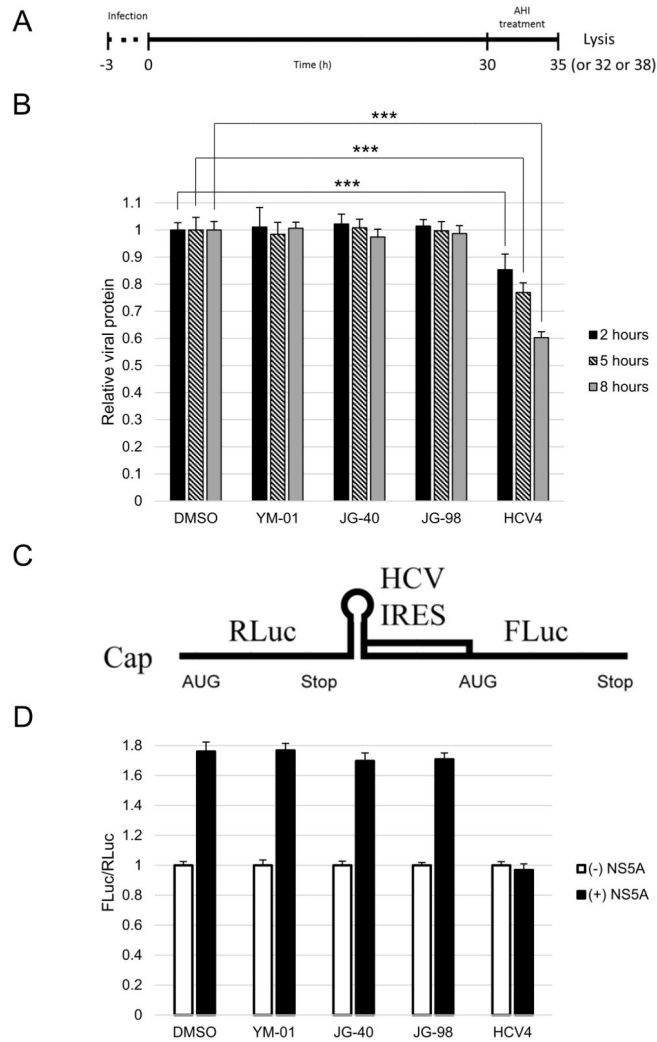 A
Infection
AHI
treatment
Lysis
-3
0
Time (h)
30
35
(or 32 or 38)
B
***
***
***
1.1
1
0.9
0.8
0.7
0.6
0.5
0.4
0.3
0.2
0.1
0
Relative viral protein
2 hours
5 hours
8 hours
DMSO
YM-01
JG-40
JG-98
HCV4
C
HCV
IRES
RLuc
FLuc
Cap
AUG
Stop
AUG
Stop
D
1.8
1.6
1.4
1.2
1
0.8
0.6
0.4
0.2
0
FLuc/RLuc
(-) NS5A
(+) NS5A
DMSO
YM-01
JG-40
JG-98
HCV4